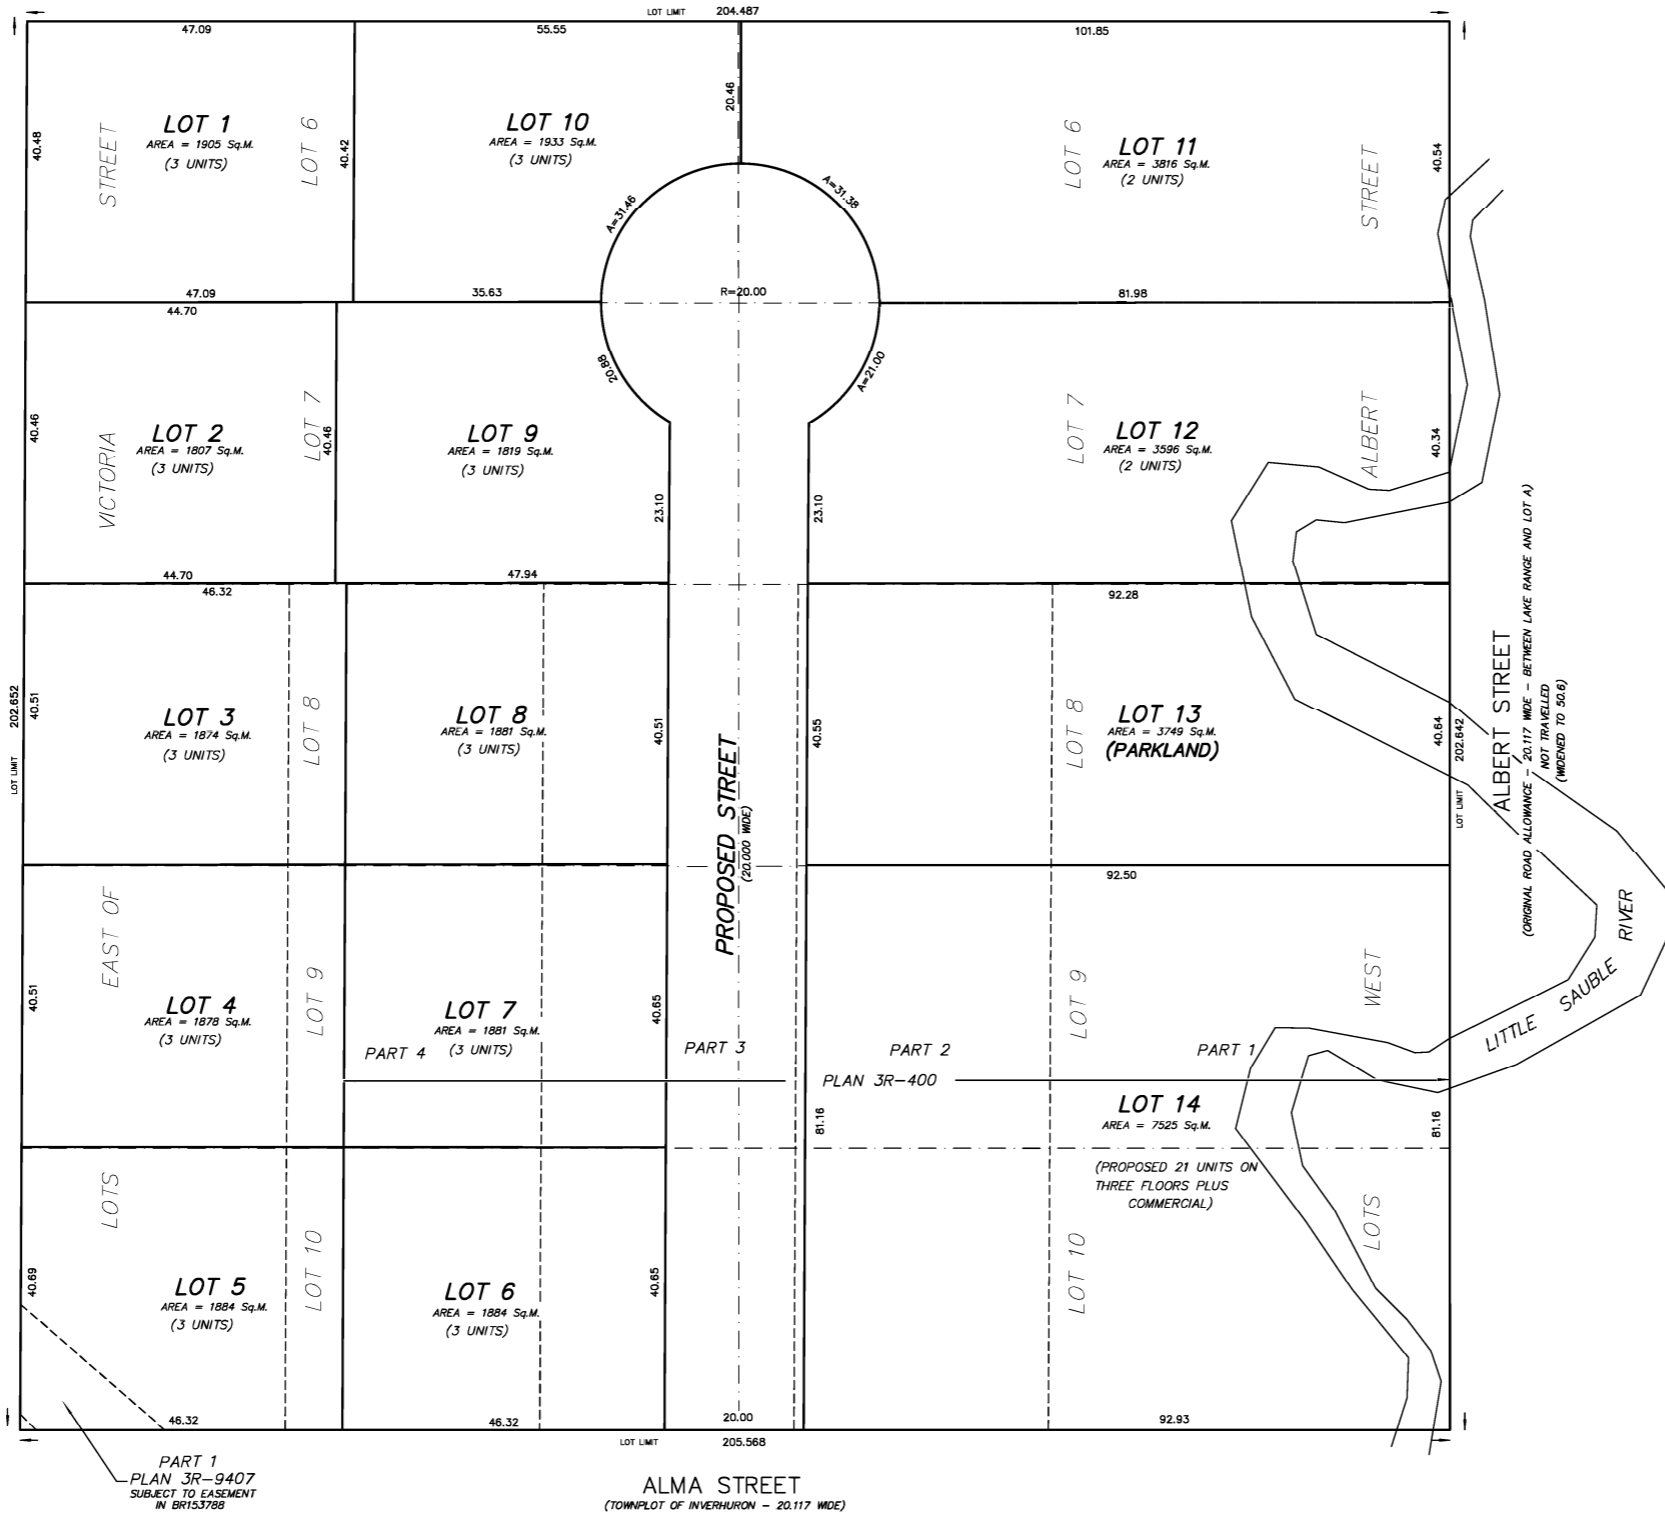 LOT LIMIT 204.487
47.09
55.55
101.85
40.48
STREET
LOT 1
AREA = 1905 Sq.M.
(3 UNITS)
LOT 6
40.42
LOT 10
AREA = 1933 Sq.M.
(3 UNITS)
20.46
A=31.46
A=31.38
LOT 6
LOT 11
AREA = 3816 Sq.M.
(2 UNITS)
STREET
40.54
47.09
35.63
R=20.00
81.98
44.70
40.46
VICTORIA
LOT 2
AREA = 1807 Sq.M.
(3 UNITS)
LOT 7
40.46
LOT 9
AREA = 1819 Sq.M.
(3 UNITS)
20.88
A=21.00
23.10
23.10
LOT 7
LOT 12
AREA = 3596 Sq.M.
(2 UNITS)
ALBERT
40.34
44.70
47.94
46.32
92.28
LOT LIMIT 202.652
40.51
LOT 3
AREA = 1874 Sq.M.
(3 UNITS)
LOT 8
LOT 8
AREA = 1881 Sq.M.
(3 UNITS)
40.51
PROPOSED STREET
(20.000 WIDE)
40.55
LOT 8
LOT 13
AREA = 3749 Sq.M.
(PARKLAND)
40.64
LOT LIMIT 202.642
ALBERT STREET
(ORIGINAL ROAD ALLOWANCE - 20.117 WIDE - BETWEEN LAKE RANGE AND LOT A)
NOT TRAVELLED
(WIDENED TO 50.6)
92.50
40.51
EAST OF
LOT 4
AREA = 1878 Sq.M.
(3 UNITS)
LOT 9
LOT 7
AREA = 1881 Sq.M.
(3 UNITS)
40.65
LOT 9
WEST
LITTLE SAUBLE RIVER
PART 4
PART 3
PART 2
PART 1
PLAN 3R-400
81.16
LOT 14
AREA = 7525 Sq.M.
81.16
(PROPOSED 21 UNITS ON
THREE FLOORS PLUS
COMMERCIAL)
LOTS
40.69
LOT 5
AREA = 1884 Sq.M.
(3 UNITS)
LOT 10
LOT 6
AREA = 1884 Sq.M.
(3 UNITS)
40.65
LOT 10
LOTS
46.32
46.32
20.00
92.93
LOT LIMIT 205.568
PART 1
PLAN 3R-9407
SUBJECT TO EASEMENT
IN BR153788
ALMA STREET
(TOWNPLOT OF INVERHURON - 20.117 WIDE)